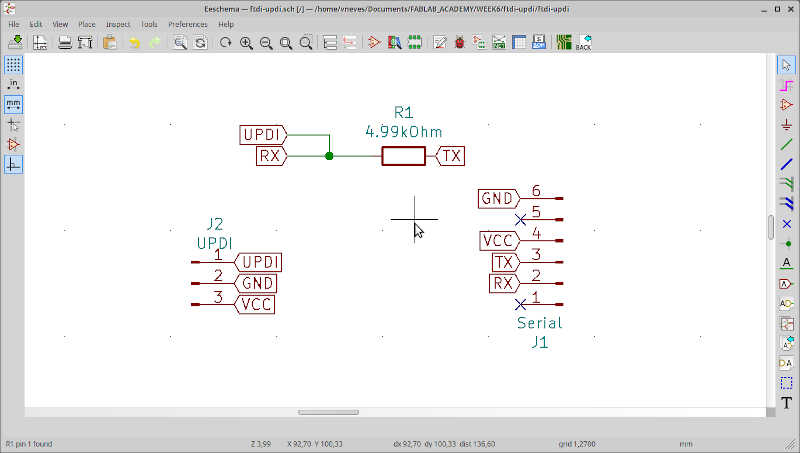 Eeschema — ftdi-updi.sch [/] — /home/vneves/Documents/FABLAB_ACADEMY/WEEK6/ftdi-updi/ftdi-updi
File Edit View Place Inspect Tools Preferences Help
BACK
in
mm
R1
4.99kOhm
UPDI
RX
TX
GND 6
5
VCC 4
TX 3
RX 2
1
Serial
J1
J2
UPDI
1 UPDI
2 GND
3 VCC
A
A
T
R1 pin 1 found Z 3,99 X 92,70 Y 100,33 dx 92,70 dy 100,33 dist 136,60 grid 1,2700 mm